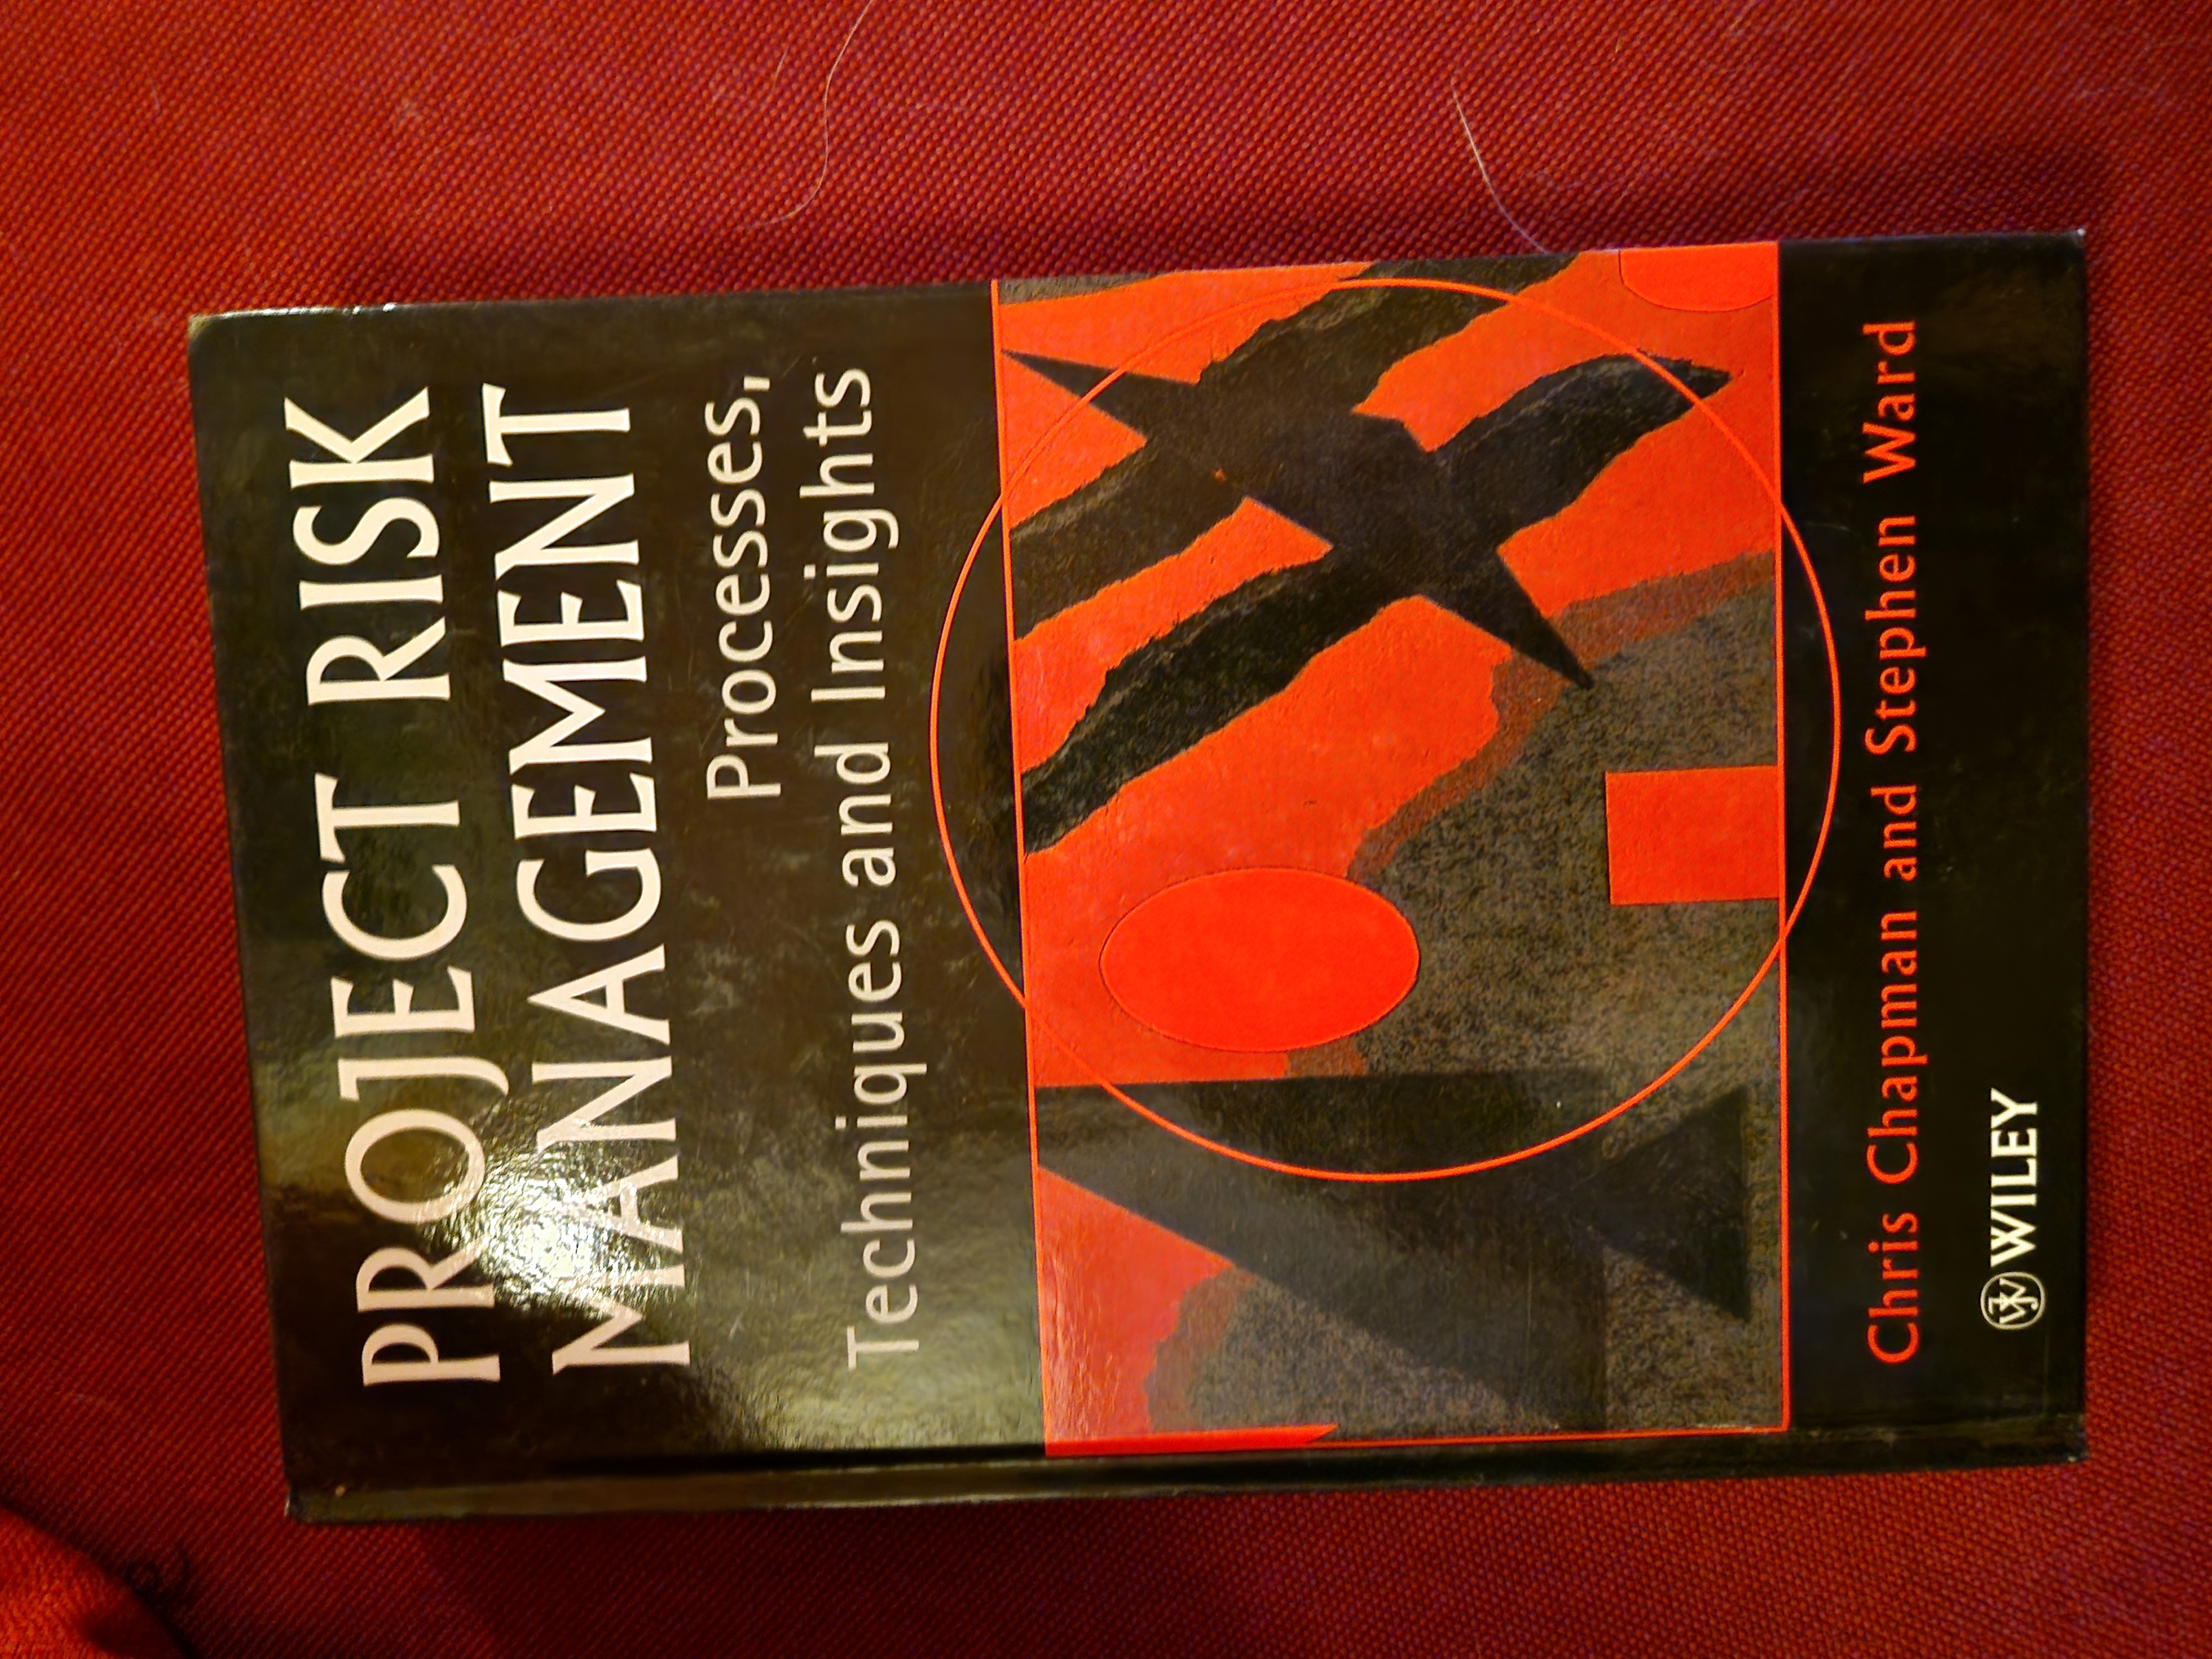 PROJECT RISK
MANAGEMENT
Processes,
Techniques and Insights
Chris Chapman and Stephen Ward
WILEY